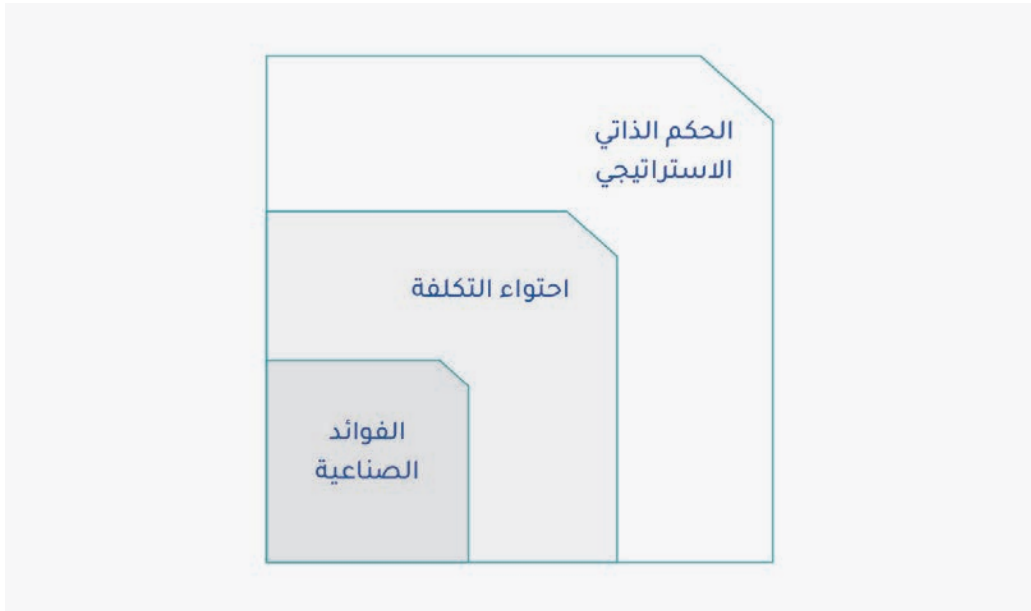 الحكم الذاتي
الاستراتيجي
احتواء التكلفة
الفوائد
الصناعية